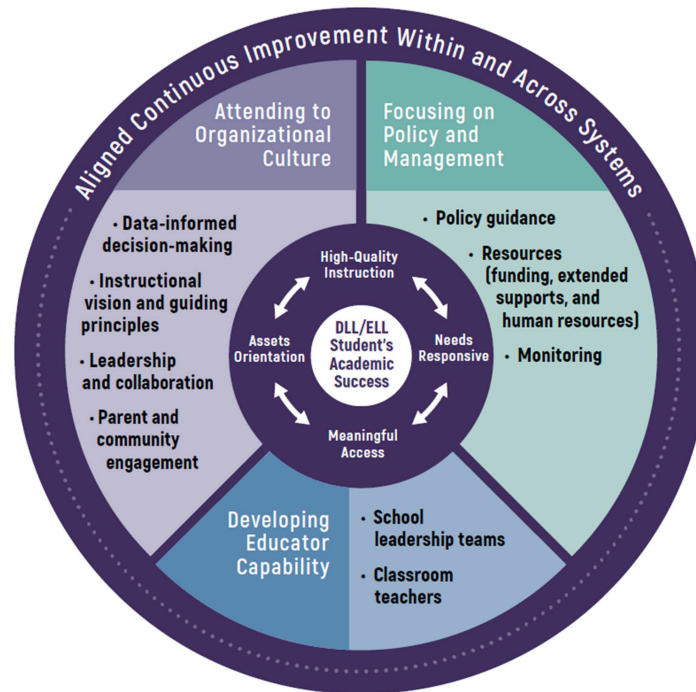 Aligned Continuous Improvement Within and Across Systems
Attending to
Organizational
Culture
• Data-informed
decision-making
• Instructional
vision and guiding
principles
• Leadership
and collaboration
• Parent and
community
engagement
Focusing on
Policy and
Management
• Policy guidance
• Resources
(funding, extended
supports, and
human resources)
• Monitoring
High-Quality
Instruction
Assets
Orientation
DLL/ELL
Student's
Academic
Success
Needs
Responsive
Meaningful
Access
Developing
Educator
Capability
• School
leadership teams
• Classroom
teachers